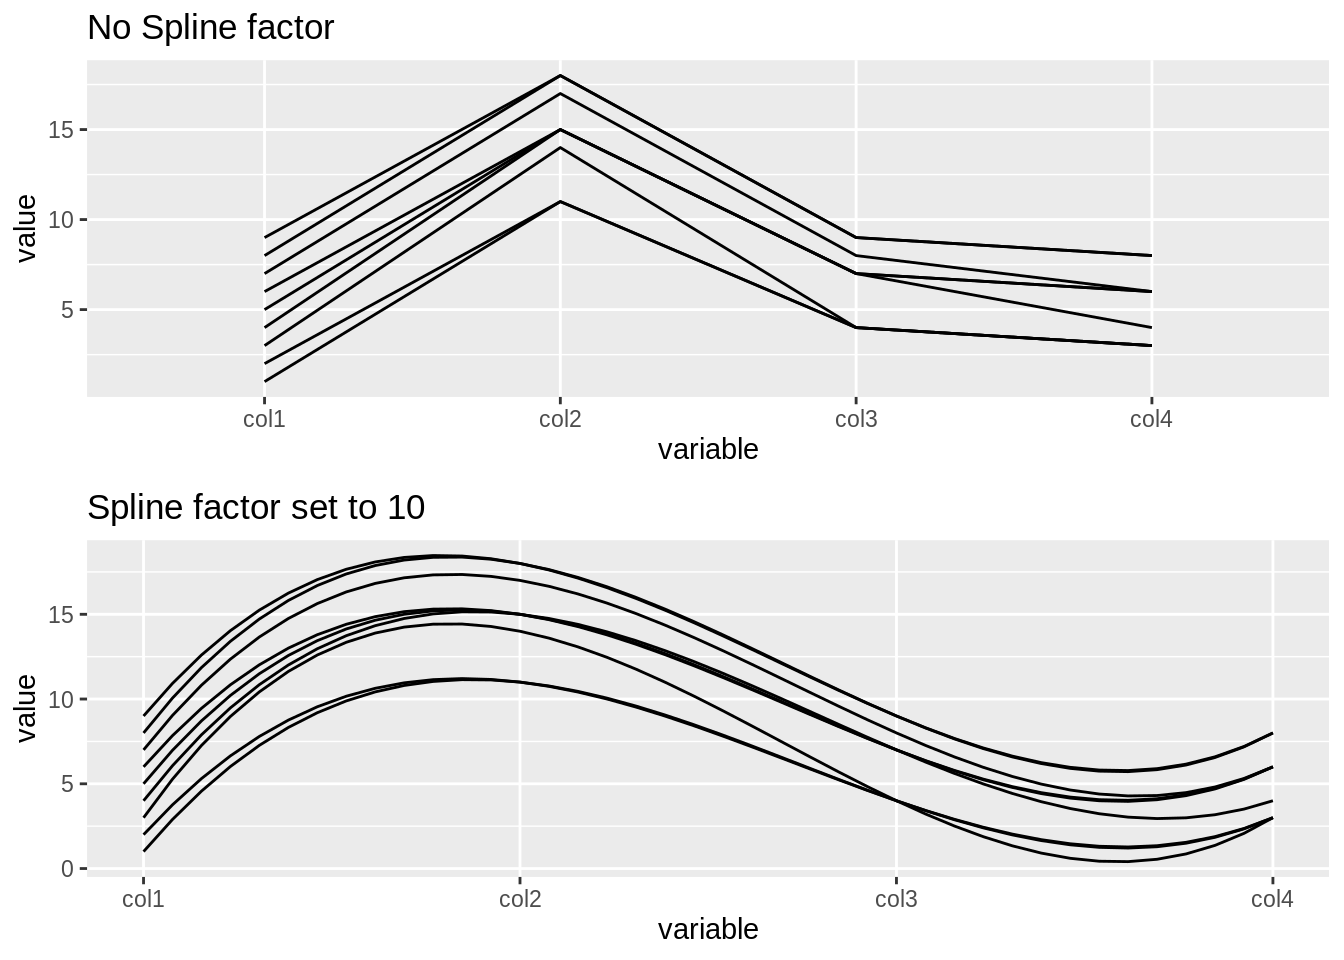 No Spline factor
15
10
5
value
col1 col2 col3 col4
variable
Spline factor set to 10
15
10
5
0
value
col1 col2 col3 col4
variable